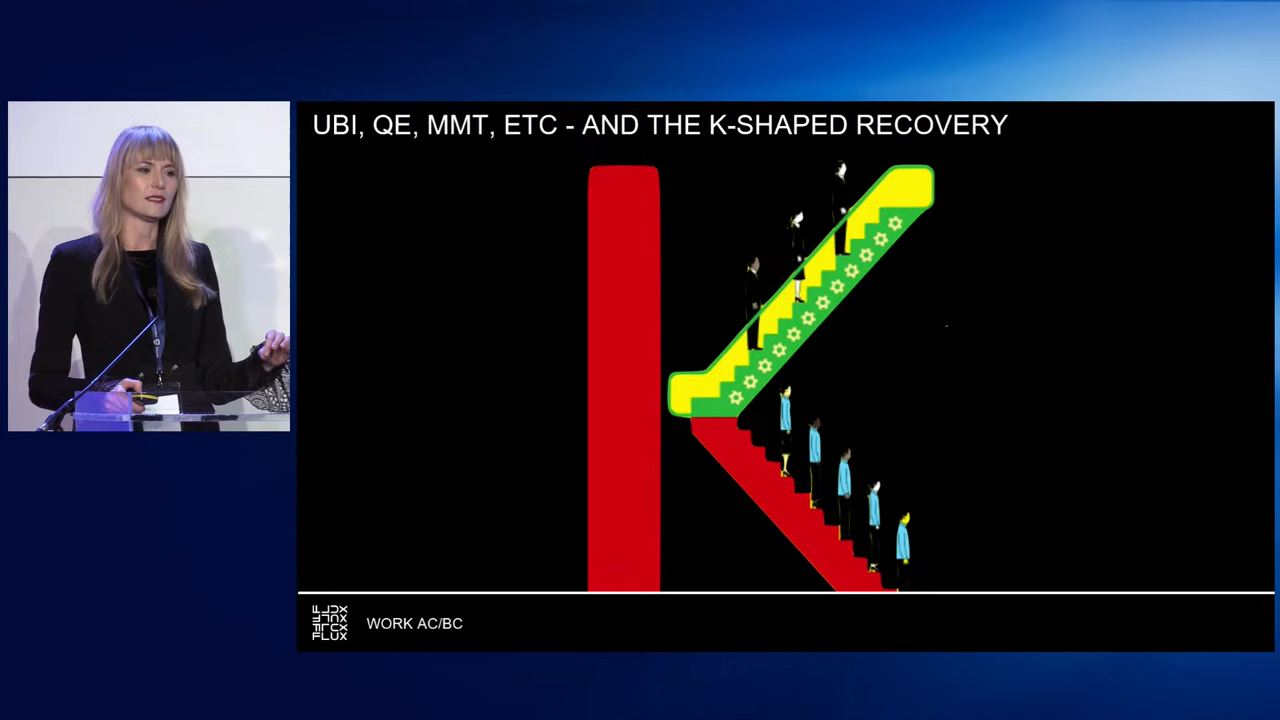 UBI, QE, MMT, ETC - AND THE K-SHAPED RECOVERY
K
WORK AC/BC